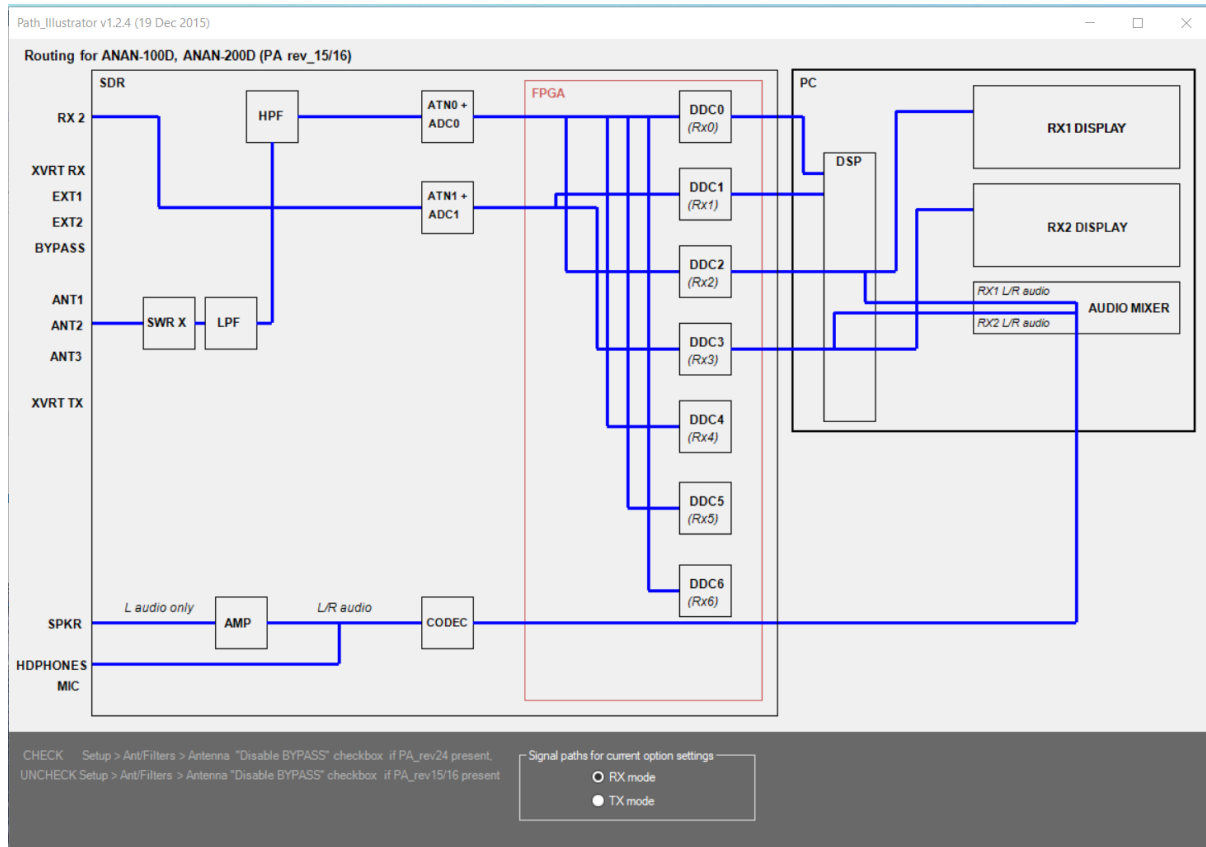 Path_Illustrator v1.2.4 (19 Dec 2015)
Routing for ANAN-100D, ANAN-200D (PA rev_15/16)
SDR
FPGA
PC
RX 2
XVRT RX
EXT1
EXT2
BYPASS
ANT1
ANT2
ANT3
XVRT TX
SPKR
HDPHONES
MIC
HPF
SWR X
LPF
ATN0 +
ADC0
ATN1 +
ADC1
DDC0
(Rx0)
DDC1
(Rx1)
DDC2
(Rx2)
DDC3
(Rx3)
DDC4
(Rx4)
DDC5
(Rx5)
DDC6
(Rx6)
DSP
RX1 DISPLAY
RX2 DISPLAY
RX1 L/R audio
AUDIO MIXER
RX2 L/R audio
L audio only
AMP
L/R audio
CODEC
CHECK Setup > Ant/Filters > Antenna "Disable BYPASS" checkbox if PA_rev24 present,
UNCHECK Setup > Ant/Filters > Antenna "Disable BYPASS" checkbox if PA_rev15/16 present
Signal paths for current option settings
RX mode
TX mode